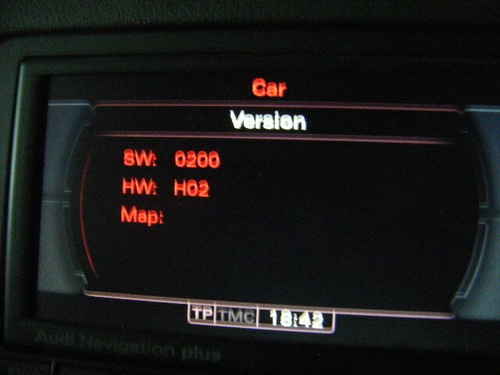 Car
Version
SW: 0200
HW: H02
Map:
TP TMC 18:42
Audi Navigation plus